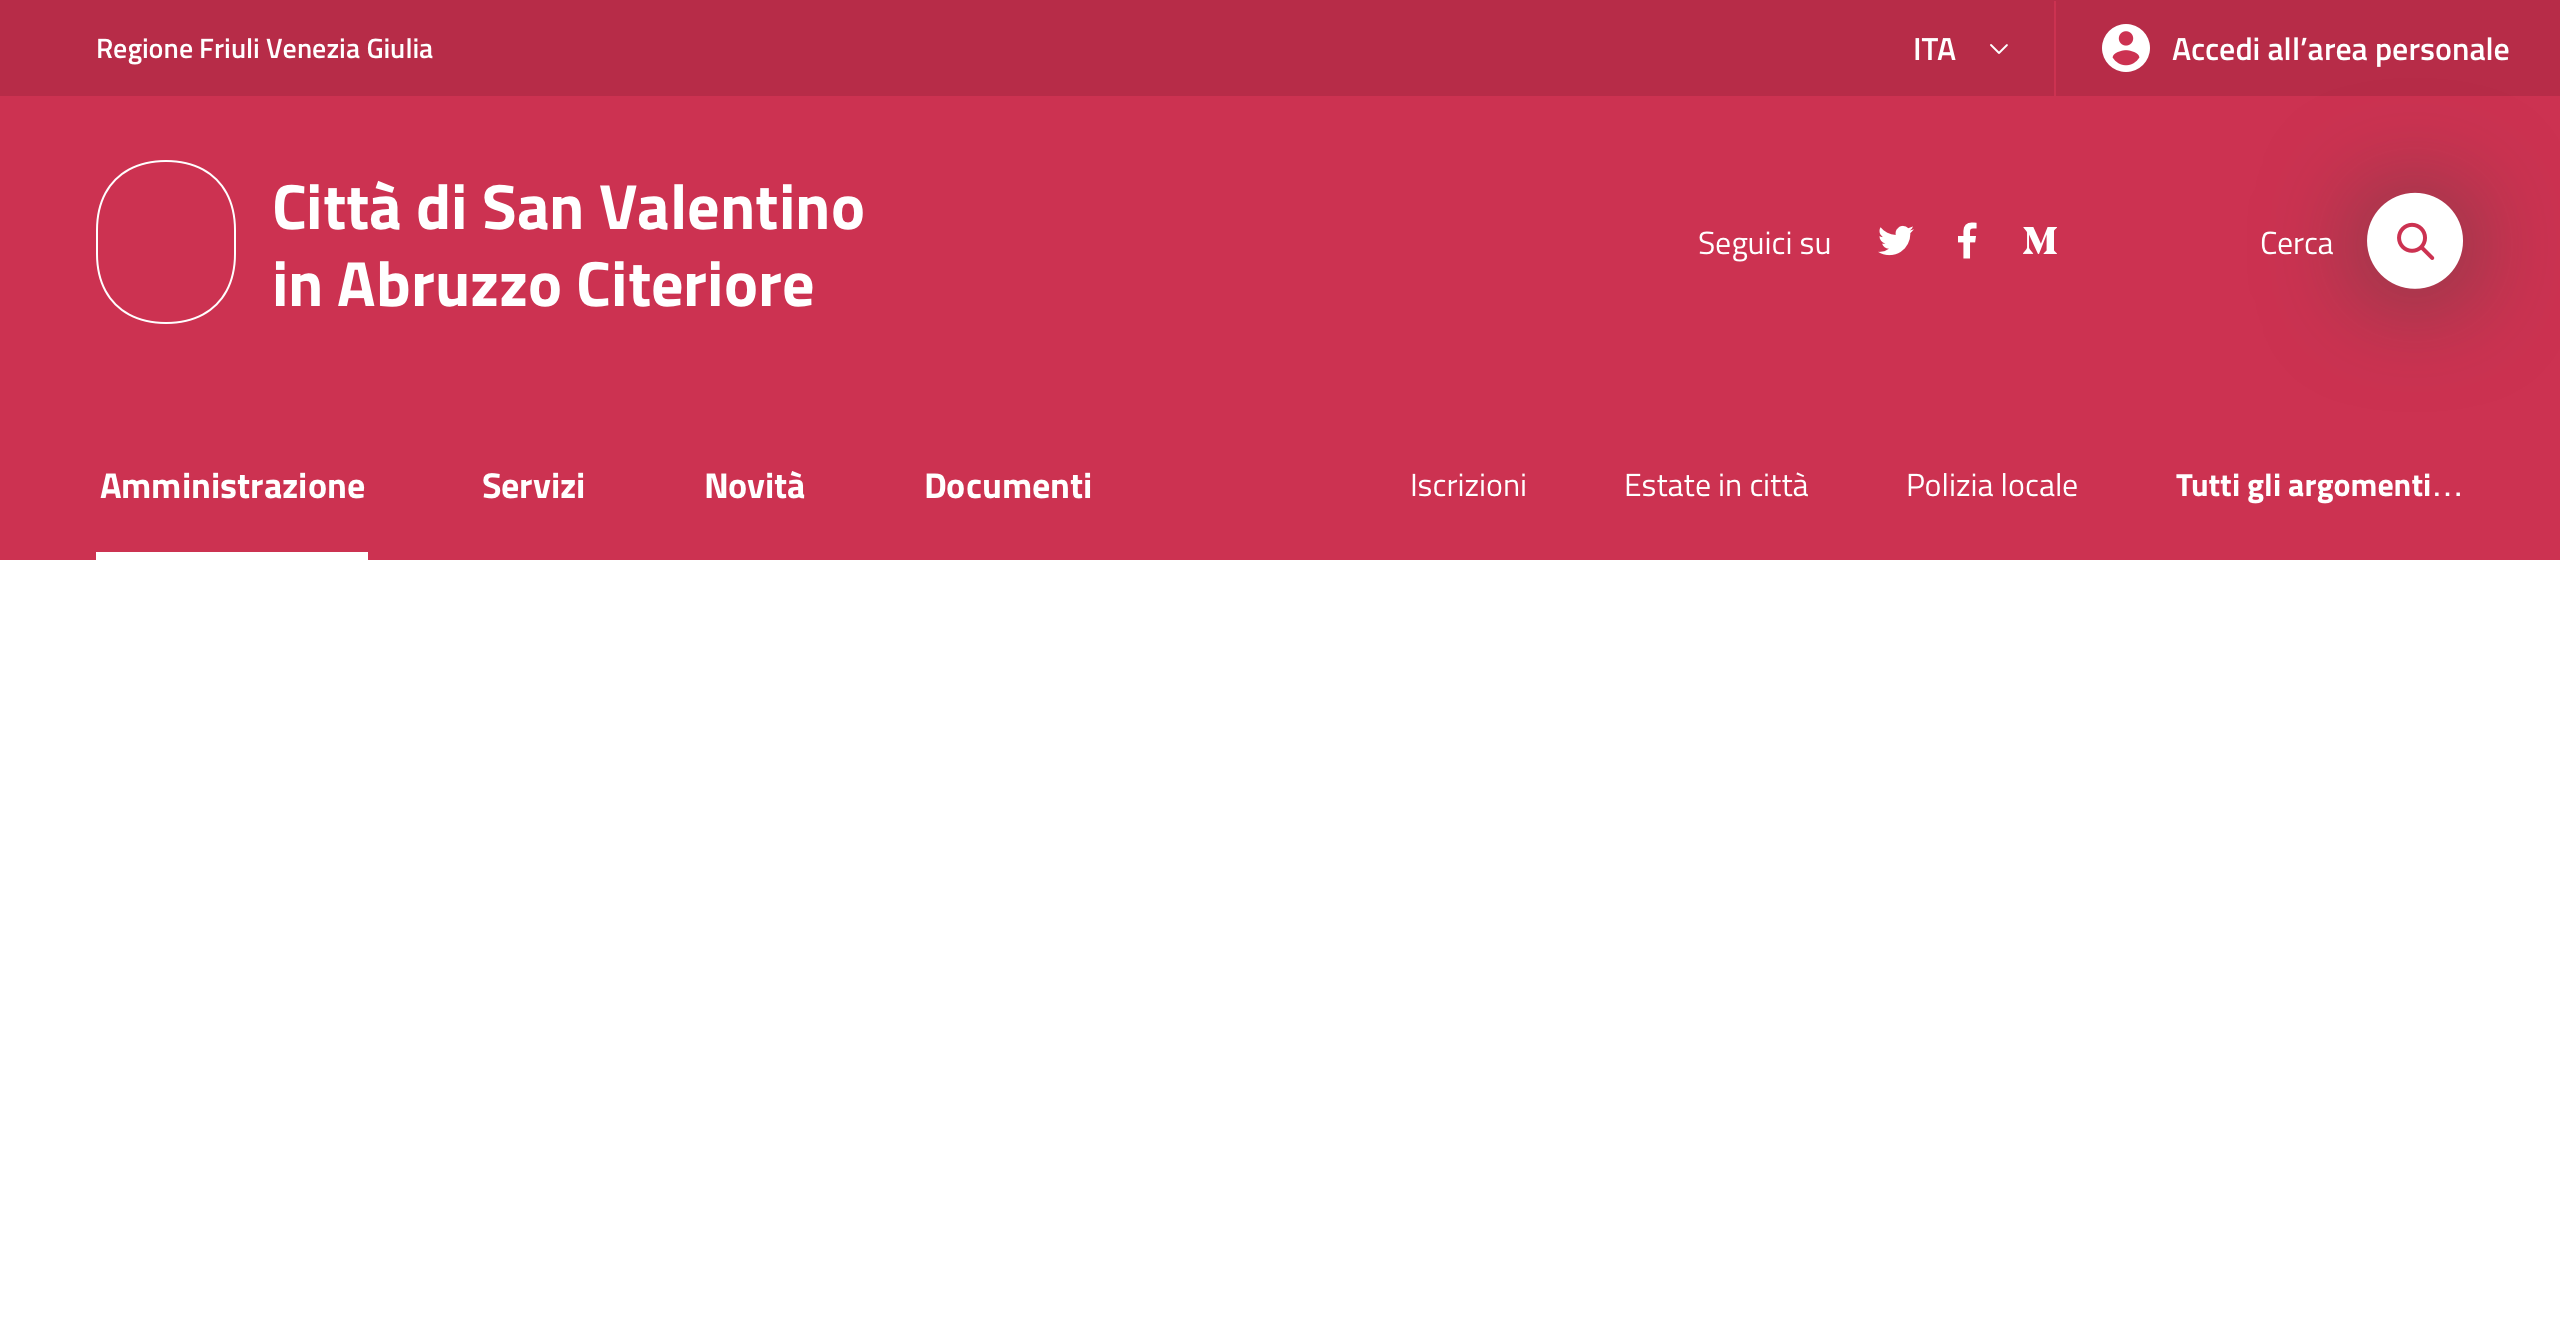 Regione Friuli Venezia Giulia
ITA
Accedi all’area personale
Città di San Valentino
in Abruzzo Citeriore
Seguici su
Cerca
Amministrazione
Servizi
Novità
Documenti
Iscrizioni
Estate in città
Polizia locale
Tutti gli argomenti…